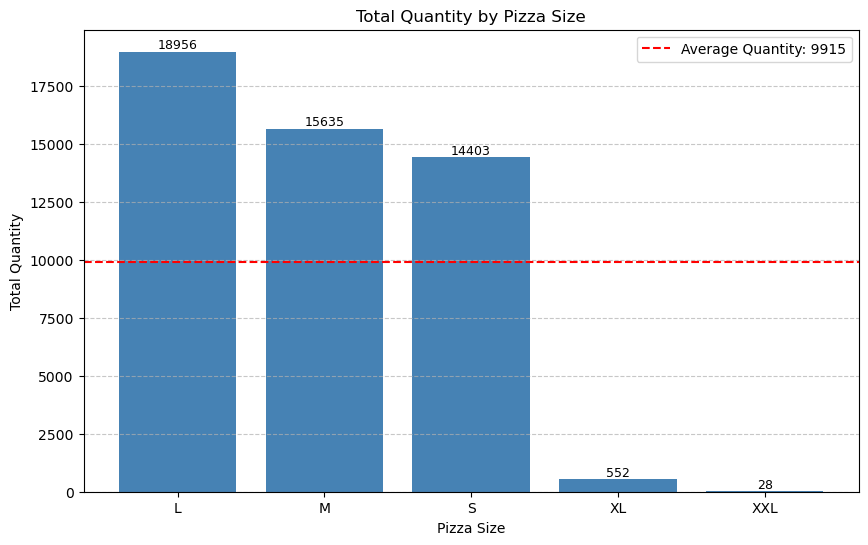 Total Quantity by Pizza Size
Average Quantity: 9915
Total Quantity
17500
15000
12500
10000
7500
5000
2500
0
18956
15635
14403
552
28
L
M
S
XL
XXL
Pizza Size